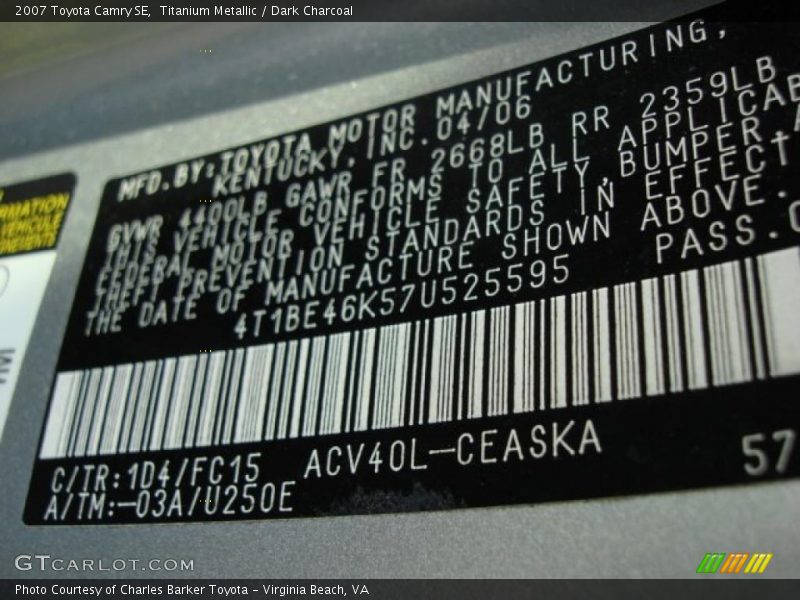 2007 Toyota Camry SE, Titanium Metallic / Dark Charcoal
MFD.BY:TOYOTA MOTOR MANUFACTURING,
KENTUCKY, INC.04/06
GVWR 4400LB GAWR FR 2668LB RR 2359LB
THIS VEHICLE CONFORMS TO ALL APPLICAB
FEDERAL MOTOR VEHICLE SAFETY,BUMPER,A
THEFT PREVENTION STANDARDS IN EFFECT
THE DATE OF MANUFACTURE SHOWN ABOVE.
4T1BE46K57U525595 PASS.C
C/TR:1D4/FC15 ACV40L-CEASKA
A/TM:-03A/U250E
57
GTCARLOT.COM
Photo Courtesy of Charles Barker Toyota - Virginia Beach, VA